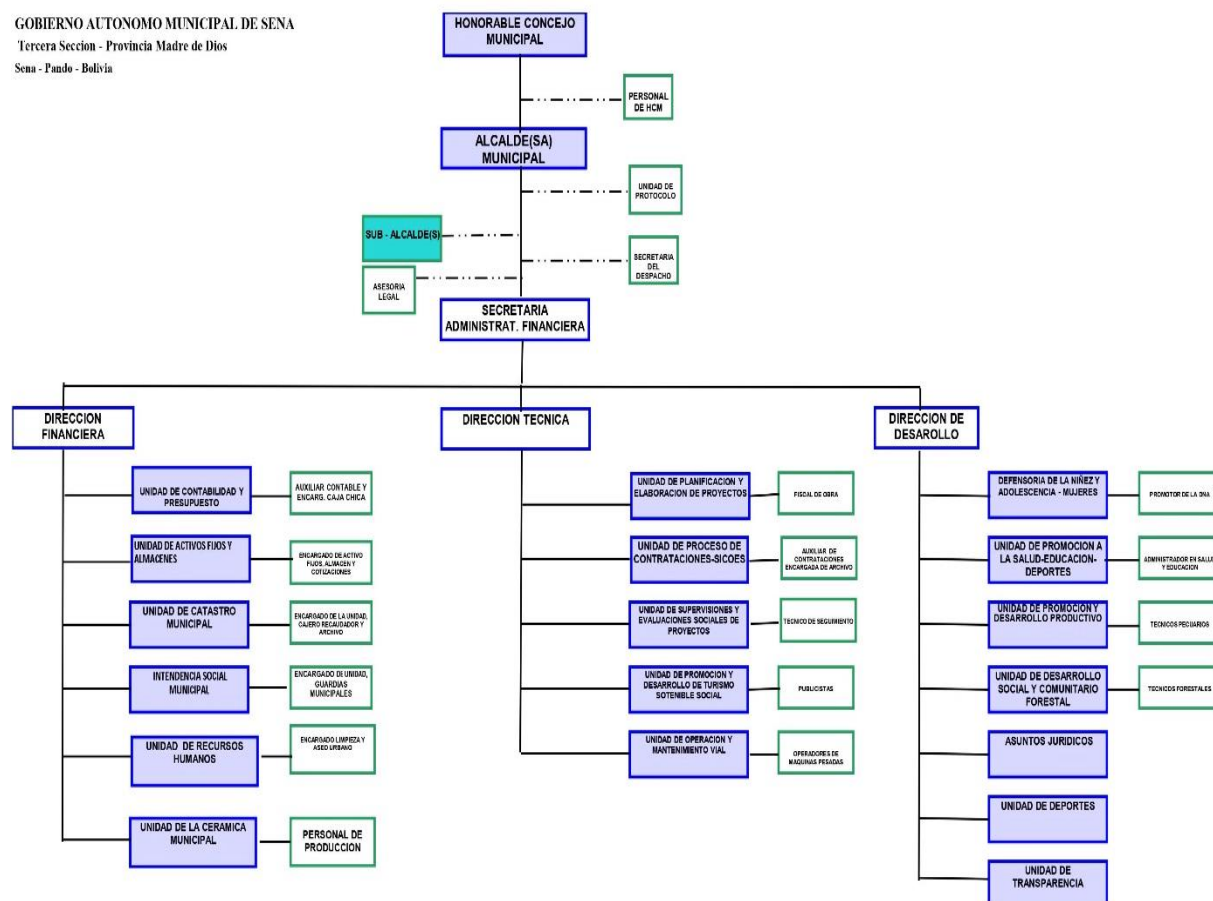 GOBIERNO AUTONOMO MUNICIPAL DE SENA
Tercera Seccion - Provincia Madre de Dios
Sena - Pando - Bolivia
HONORABLE CONCEJO
MUNICIPAL
PERSONAL
DE HCM
ALCALDE(SA)
MUNICIPAL
UNIDAD DE
PROTOCOLO
SUB - ALCALDE(S)
SECRETARIA
DEL
DESPACHO
ASESORIA
LEGAL
SECRETARIA
ADMINISTRAT. FINANCIERA
DIRECCION
FINANCIERA
UNIDAD DE CONTABILIDAD Y
PRESUPUESTO
AUXILIAR CONTABLE Y
ENCARG. CAJA CHICA
UNIDAD DE ACTIVOS FIJOS Y
ALMACENES
ENCARGADO DE ACTIVO
FIJOS, ALMACEN Y
COTIZACIONES
UNIDAD DE CATASTRO
MUNICIPAL
ENCARGADO DE LA UNIDAD,
CAJERO RECAUDADOR Y
ARCHIVO
INTENDENCIA SOCIAL
MUNICIPAL
ENCARGADO DE UNIDAD,
GUARDIAS
MUNICIPALES
UNIDAD DE RECURSOS
HUMANOS
ENCARGADO LIMPIEZA Y
ASEO URBANO
UNIDAD DE LA CERAMICA
MUNICIPAL
PERSONAL DE
PRODUCCION
DIRECCION TECNICA
UNIDAD DE PLANIFICACION Y
ELABORACION DE PROYECTOS
FISCAL DE OBRA
UNIDAD DE PROCESO DE
CONTRATACIONES-SICOES
AUXILIAR DE
CONTRATACIONES
ENCARGADA DE ARCHIVO
UNIDAD DE SUPERVISIONES Y
EVALUACIONES SOCIALES DE
PROYECTOS
TECNICO DE SEGUIMIENTO
UNIDAD DE PROMOCION Y
DESARROLLO DE TURISMO
SOTENIBLE SOCIAL
PUBLICISTAS
UNIDAD DE OPERACION Y
MANTENIMIENTO VIAL
OPERADORES DE
MAQUINAS PESADAS
DIRECCION DE
DESAROLLO
DEFENSORIA DE LA NIÑEZ Y
ADOLESCENCIA - MUJERES
PROMOTOR DE LA DNA
UNIDAD DE PROMOCION A
LA SALUD-EDUCACION-
DEPORTES
ADMINISTRADOR EN SALUD
Y EDUCACION
UNIDAD DE PROMOCION Y
DESARROLLO PRODUCTIVO
TECNICOS PECUARIOS
UNIDAD DE DESARROLLO
SOCIAL Y COMUNITARIO
FORESTAL
TECNICOS FORESTALES
ASUNTOS JURIDICOS
UNIDAD DE DEPORTES
UNIDAD DE
TRANSPARENCIA